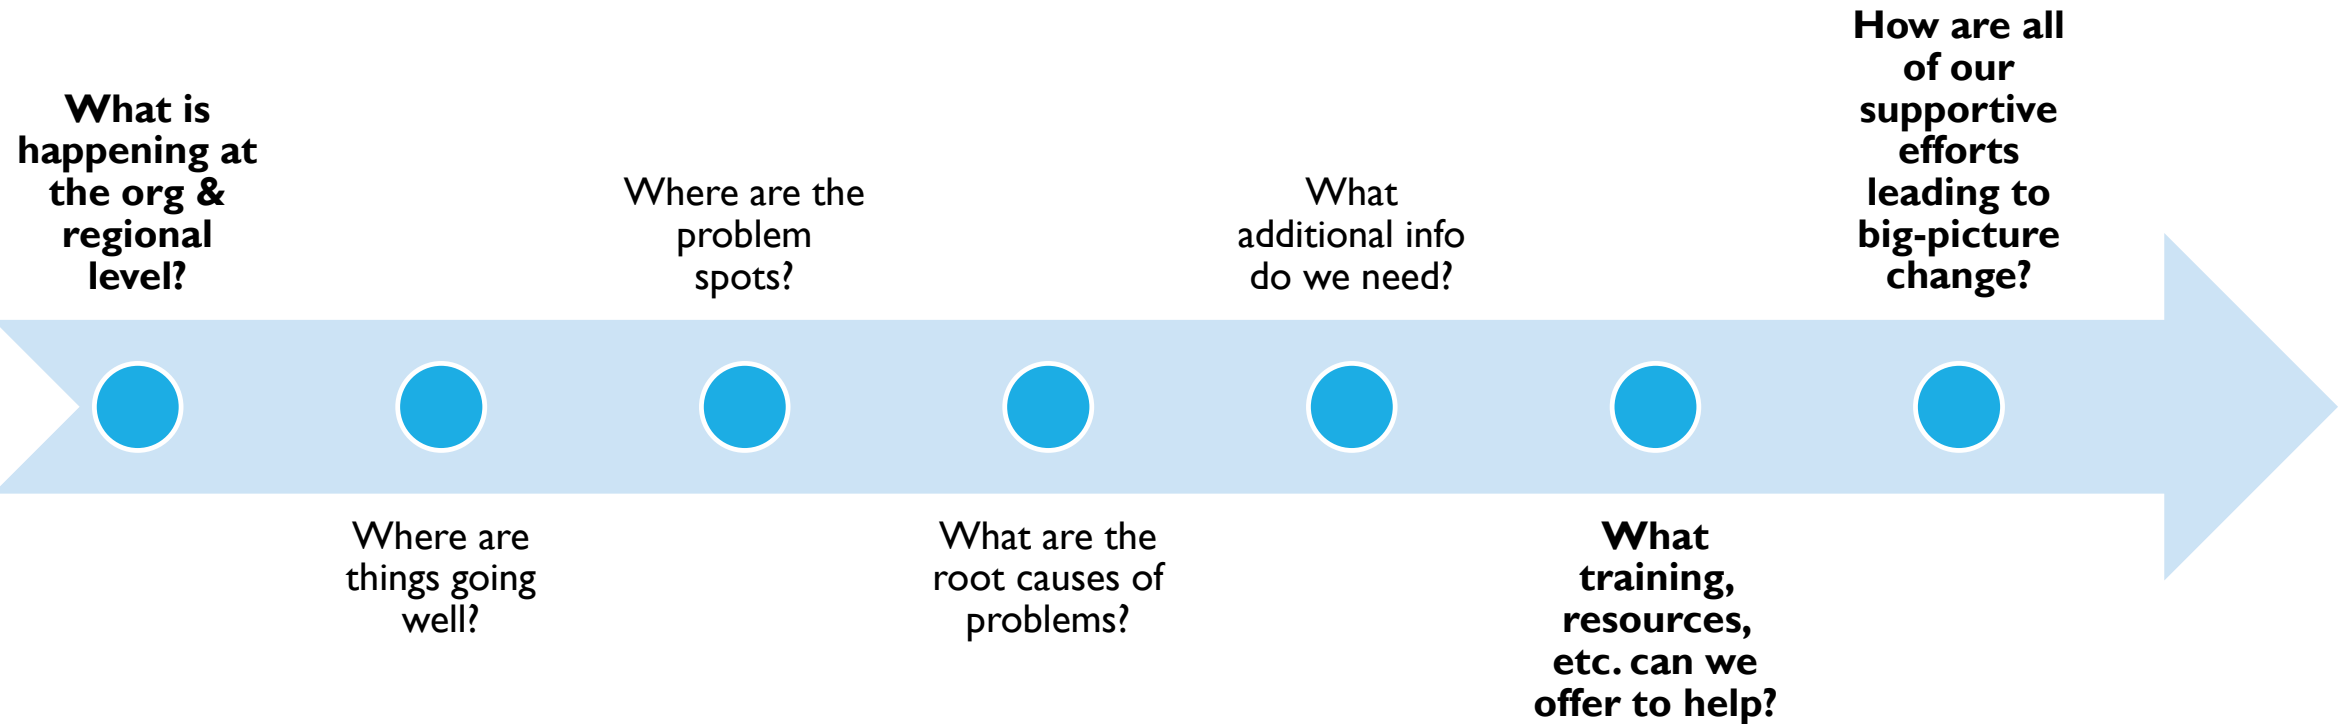 What is
happening at
the org &
regional
level?
Where are
things going
well?
Where are the
problem
spots?
What are the
root causes of
problems?
What
additional info
do we need?
What
training,
resources,
etc. can we
offer to help?
How are all
of our
supportive
efforts
leading to
big-picture
change?